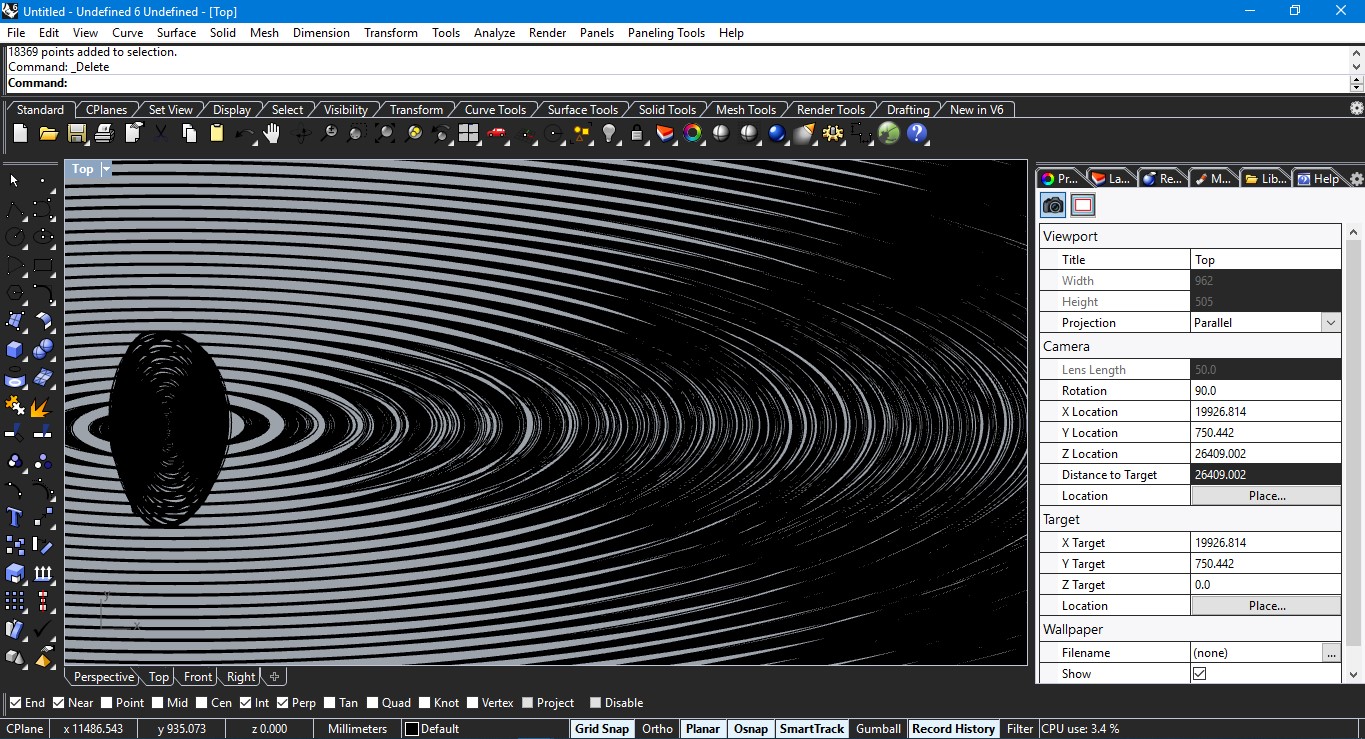 Untitled - Undefined 6 Undefined - [Top]
File Edit View Curve Surface Solid Mesh Dimension Transform Tools Analyze Render Panels Paneling Tools Help
18369 points added to selection.
Command: _Delete
Command:
Standard CPlanes Set View Display Select Visibility Transform Curve Tools Surface Tools Solid Tools Mesh Tools Render Tools Drafting New in V6
Top
Pr... La... Re... M... Lib... Help
Viewport
Title Top
Width 962
Height 505
Projection Parallel
Camera
Lens Length 50.0
Rotation 90.0
X Location 19926.814
Y Location 750.442
Z Location 26409.002
Distance to Target 26409.002
Location Place...
Target
X Target 19926.814
Y Target 750.442
Z Target 0.0
Location Place...
Wallpaper
Filename (none) ...
Show
y
x
Perspective Top Front Right
End Near Point Mid Cen Int Perp Tan Quad Knot Vertex Project Disable
CPlane x 11486.543 y 935.073 z 0.000 Millimeters Default Grid Snap Ortho Planar Osnap SmartTrack Gumball Record History Filter CPU use: 3.4 %